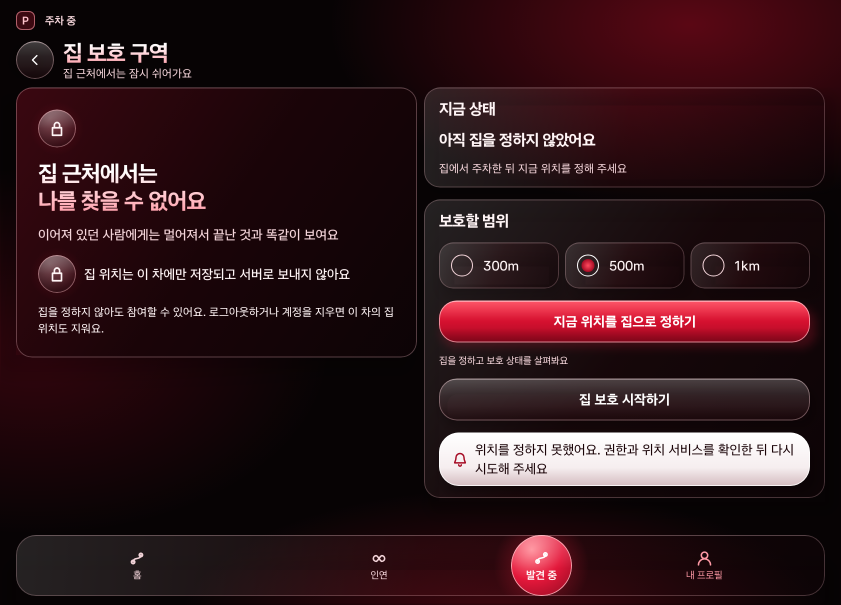 P 주차 중
집 보호 구역
집 근처에서는 잠시 쉬어가요
집 근처에서는
나를 찾을 수 없어요
이어져 있던 사람에게는 멀어져서 끝난 것과 똑같이 보여요
집 위치는 이 차에만 저장되고 서버로 보내지 않아요
집을 정하지 않아도 참여할 수 있어요. 로그아웃하거나 계정을 지우면 이 차의 집
위치도 지워요.
지금 상태
아직 집을 정하지 않았어요
집에서 주차한 뒤 지금 위치를 정해 주세요
보호할 범위
300m 500m 1km
지금 위치를 집으로 정하기
집을 정하고 보호 상태를 살펴봐요
집 보호 시작하기
위치를 정하지 못했어요. 권한과 위치 서비스를 확인한 뒤 다시
시도해 주세요
홈 인연 발견 중 내 프로필